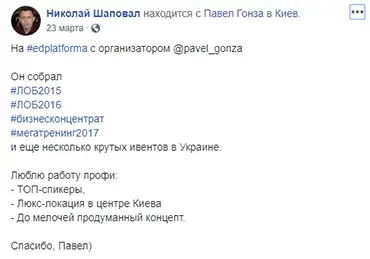 Николай Шаповал находится с Павел Гонза в Киев.
23 марта ·
На #edplatforma с организатором @pavel_gonza
Он собрал
#ЛОБ2015
#ЛОБ2016
#бизнесконцентрат
#мегатренинг2017
и еще несколько крутых ивентов в Украине.
Люблю работу профи:
- ТОП-спикеры,
- Люкс-локация в центре Киева
- До мелочей продуманный концепт.
Спасибо, Павел)